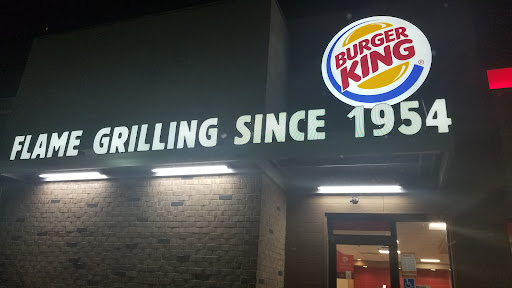 BURGER
KING
®
FLAME GRILLING SINCE 1954